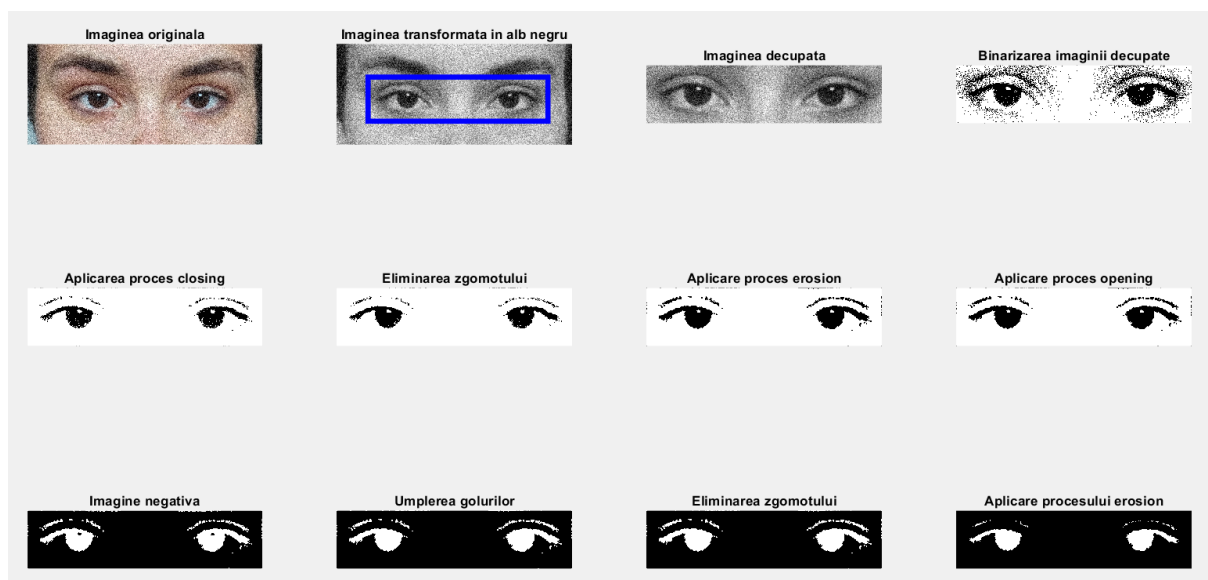 Imaginea originala
Imaginea transformata in alb negru
Imaginea decupata
Binarizarea imaginii decupate
Aplicarea proces closing
Eliminarea zgomotului
Aplicare proces erosion
Aplicare proces opening
Imagine negativa
Umplerea golurilor
Eliminarea zgomotului
Aplicare procesului erosion